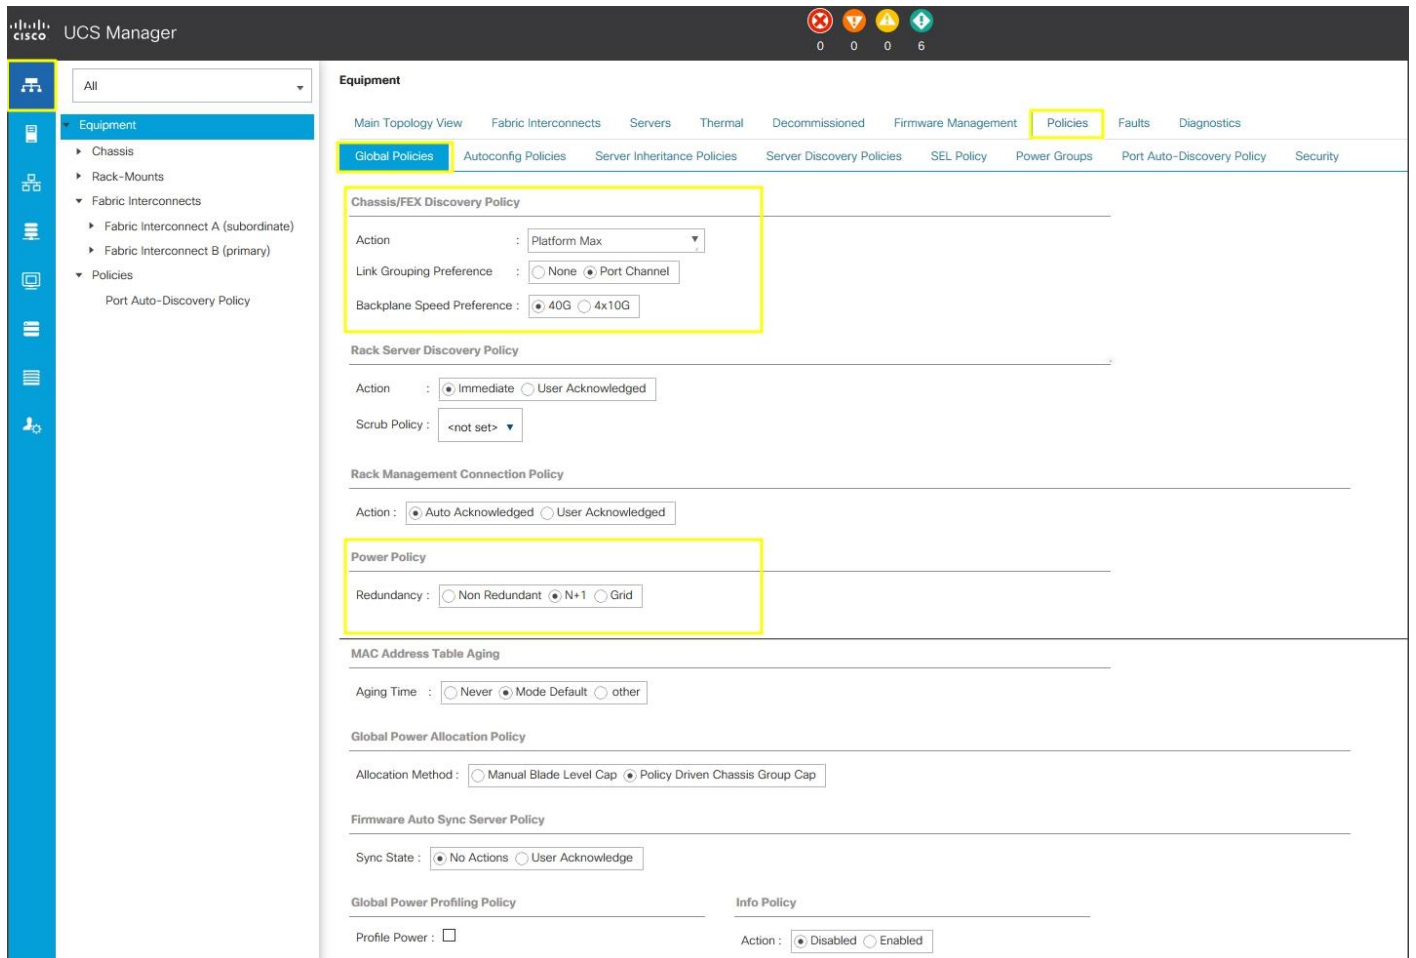 cisco UCS Manager
0 0 0 6
All
Equipment
Chassis
Rack-Mounts
Fabric Interconnects
Fabric Interconnect A (subordinate)
Fabric Interconnect B (primary)
Policies
Port Auto-Discovery Policy
Equipment
Main Topology View Fabric Interconnects Servers Thermal Decommissioned Firmware Management Policies Faults Diagnostics
Global Policies Autoconfig Policies Server Inheritance Policies Server Discovery Policies SEL Policy Power Groups Port Auto-Discovery Policy Security
Chassis/FEX Discovery Policy
Action : Platform Max
Link Grouping Preference : None Port Channel
Backplane Speed Preference : 40G 4x10G
Rack Server Discovery Policy
Action : Immediate User Acknowledged
Scrub Policy : <not set>
Rack Management Connection Policy
Action : Auto Acknowledged User Acknowledged
Power Policy
Redundancy : Non Redundant N+1 Grid
MAC Address Table Aging
Aging Time : Never Mode Default other
Global Power Allocation Policy
Allocation Method : Manual Blade Level Cap Policy Driven Chassis Group Cap
Firmware Auto Sync Server Policy
Sync State : No Actions User Acknowledge
Global Power Profiling Policy Info Policy
Profile Power : Action : Disabled Enabled